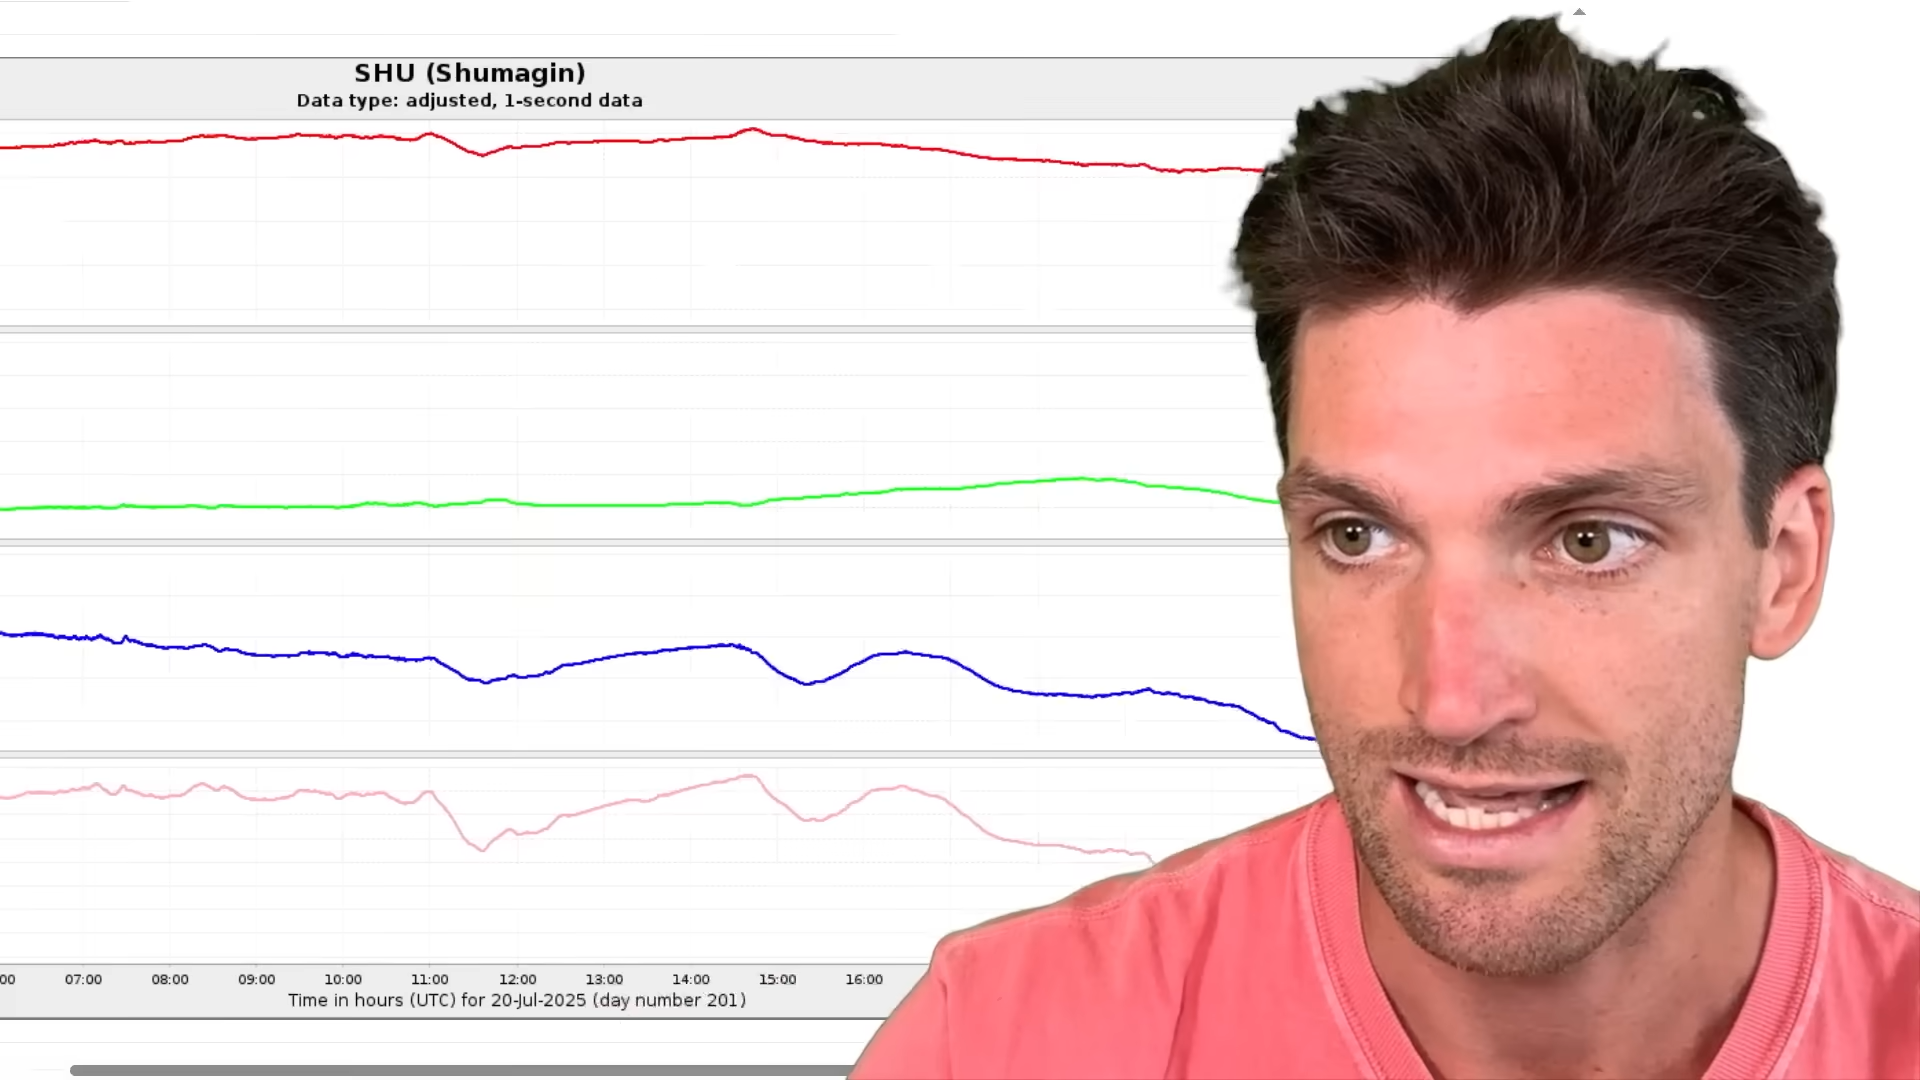 SHU (Shumagin)
Data type: adjusted, 1-second data
00 07:00 08:00 09:00 10:00 11:00 12:00 13:00 14:00 15:00 16:00
Time in hours (UTC) for 20-Jul-2025 (day number 201)